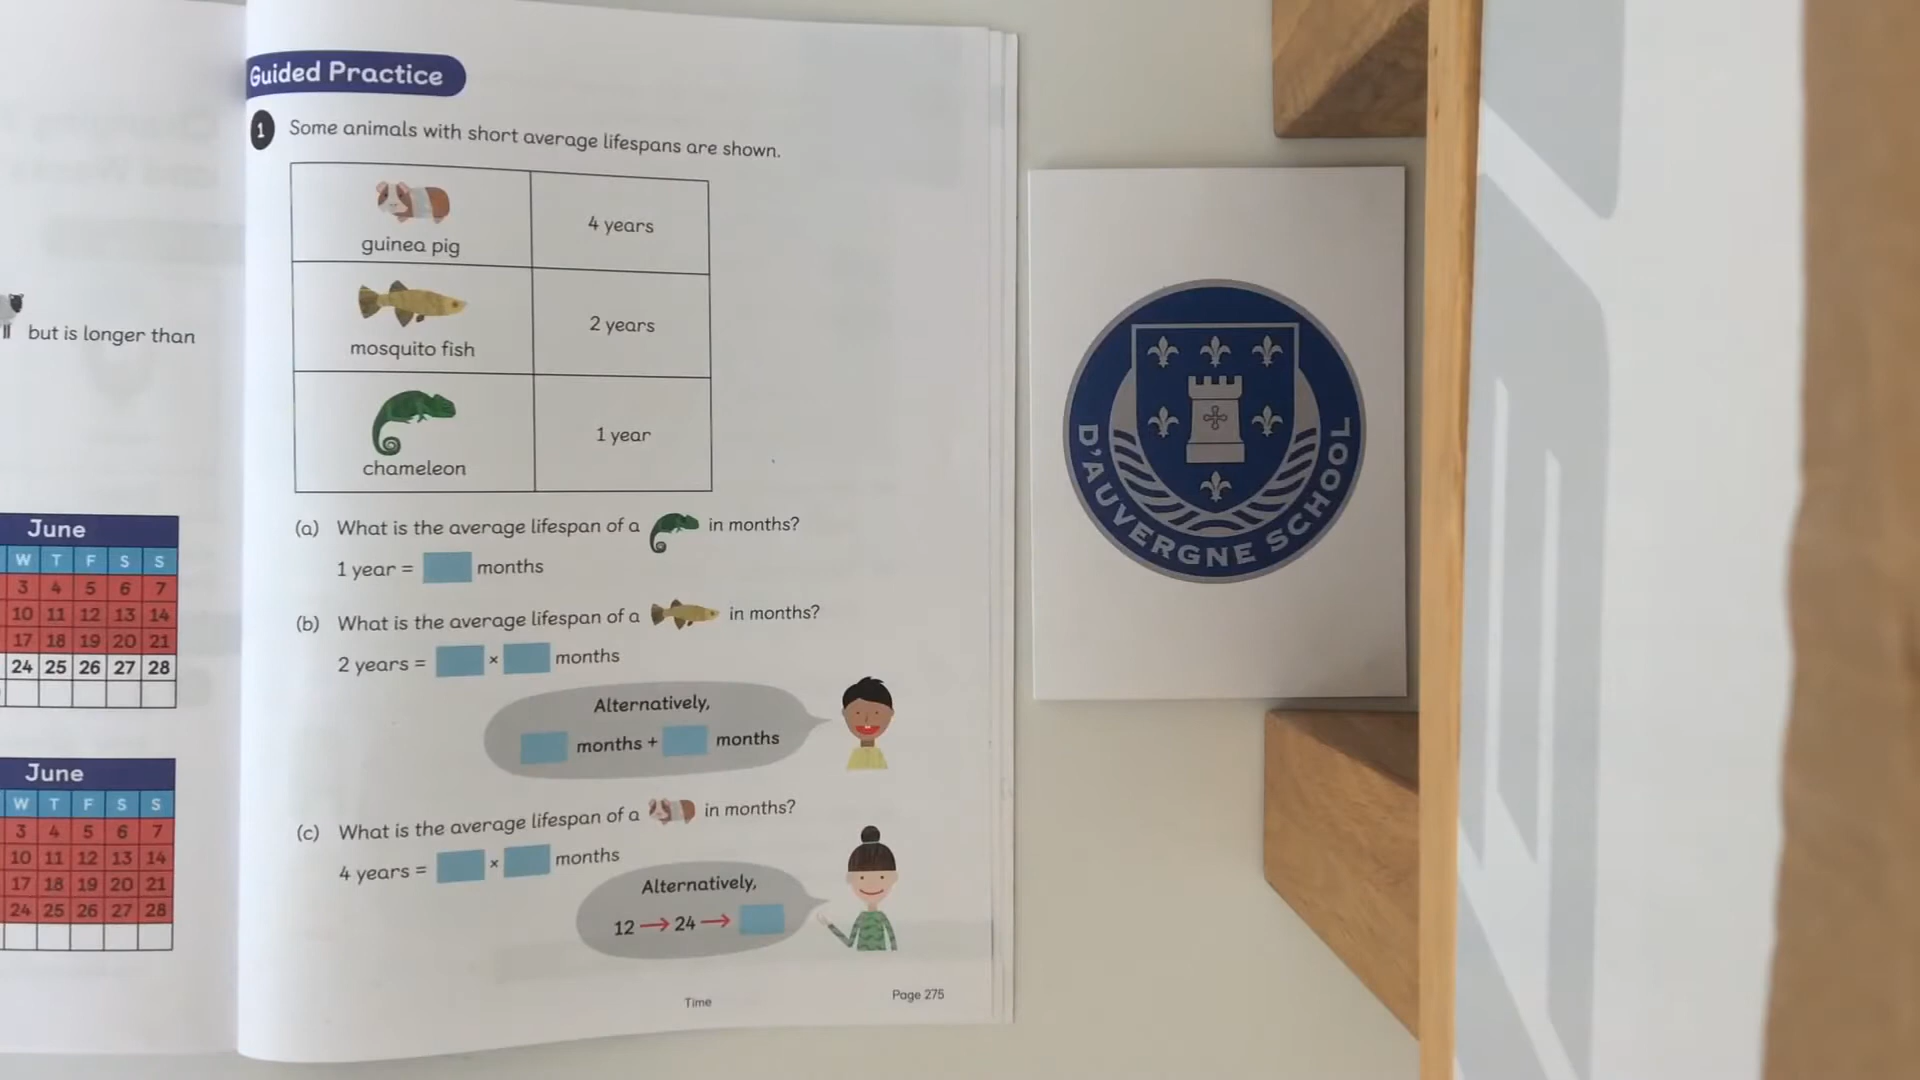 but is longer than
June
W T F S S
3 4 5 6 7
10 11 12 13 14
17 18 19 20 21
24 25 26 27 28
June
W T F S S
3 4 5 6 7
10 11 12 13 14
17 18 19 20 21
24 25 26 27 28
Guided Practice
1 Some animals with short average lifespans are shown.
guinea pig 4 years
mosquito fish 2 years
chameleon 1 year
(a) What is the average lifespan of a in months?
1 year = months
(b) What is the average lifespan of a in months?
2 years = × months
Alternatively,
months + months
(c) What is the average lifespan of a in months?
4 years = × months
Alternatively,
12 → 24 →
Time
Page 275
D'AUVERGNE SCHOOL